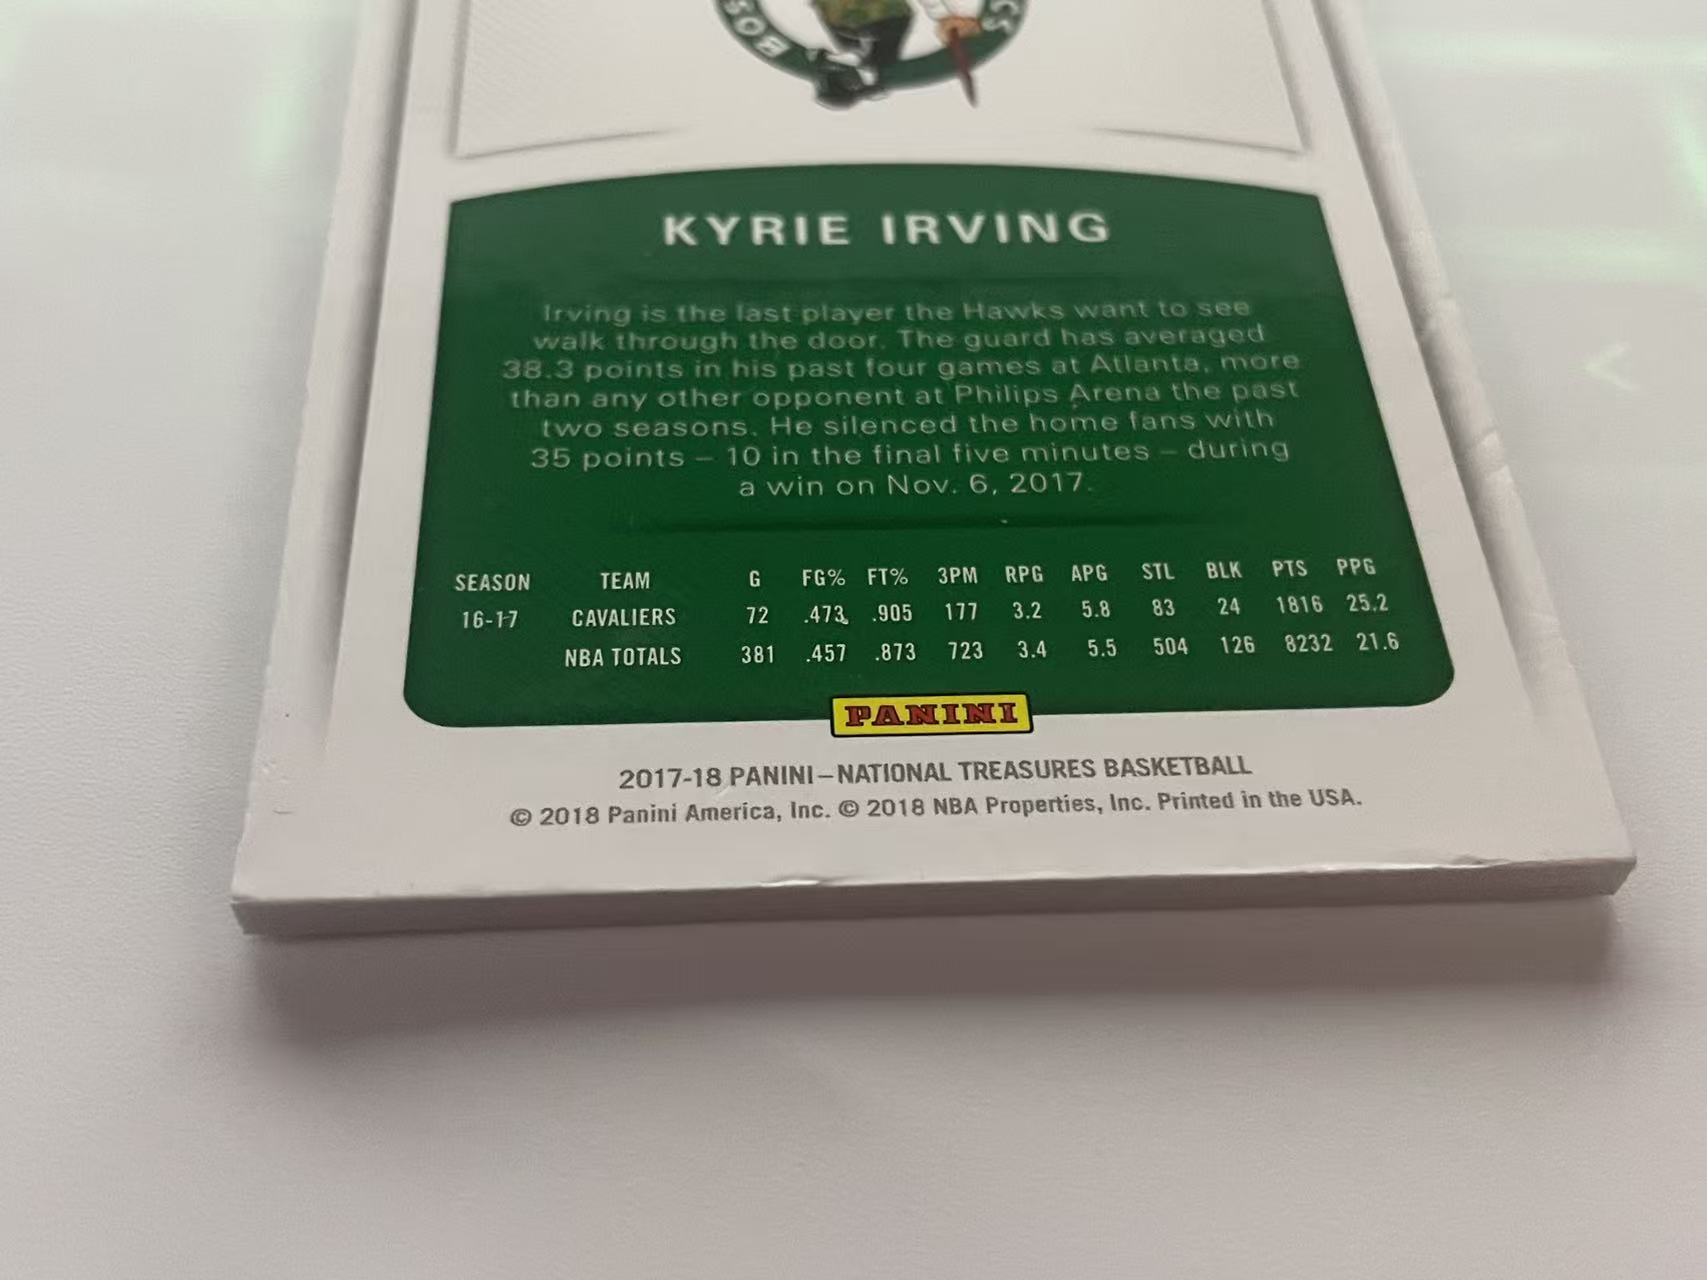 BOS CS
KYRIE IRVING
Irving is the last player the Hawks want to see
walk through the door. The guard has averaged
38.3 points in his past four games at Atlanta, more
than any other opponent at Philips Arena the past
two seasons. He silenced the home fans with
35 points – 10 in the final five minutes – during
a win on Nov. 6, 2017.
SEASON TEAM G FG% FT% 3PM RPG APG STL BLK PTS PPG
16-17 CAVALIERS 72 .473 .905 177 3.2 5.8 83 24 1816 25.2
NBA TOTALS 381 .457 .873 723 3.4 5.5 504 126 8232 21.6
PANINI
2017-18 PANINI – NATIONAL TREASURES BASKETBALL
© 2018 Panini America, Inc. © 2018 NBA Properties, Inc. Printed in the USA.